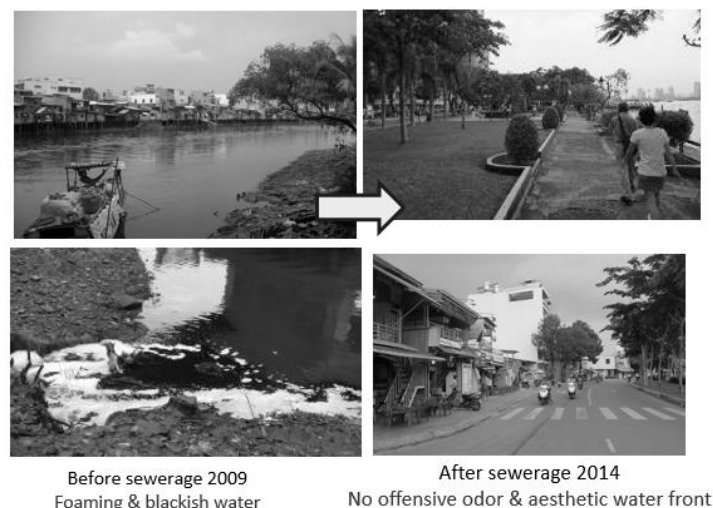 Before sewerage 2009
Foaming & blackish water
After sewerage 2014
No offensive odor & aesthetic water front